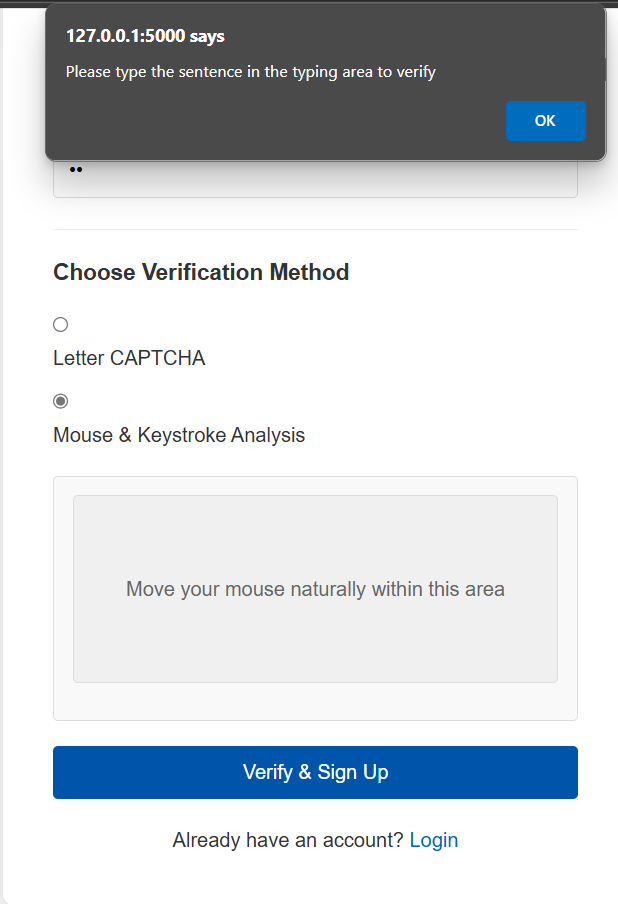 127.0.0.1:5000 says
Please type the sentence in the typing area to verify
OK
••
Choose Verification Method
Letter CAPTCHA
Mouse & Keystroke Analysis
Move your mouse naturally within this area
Verify & Sign Up
Already have an account? Login